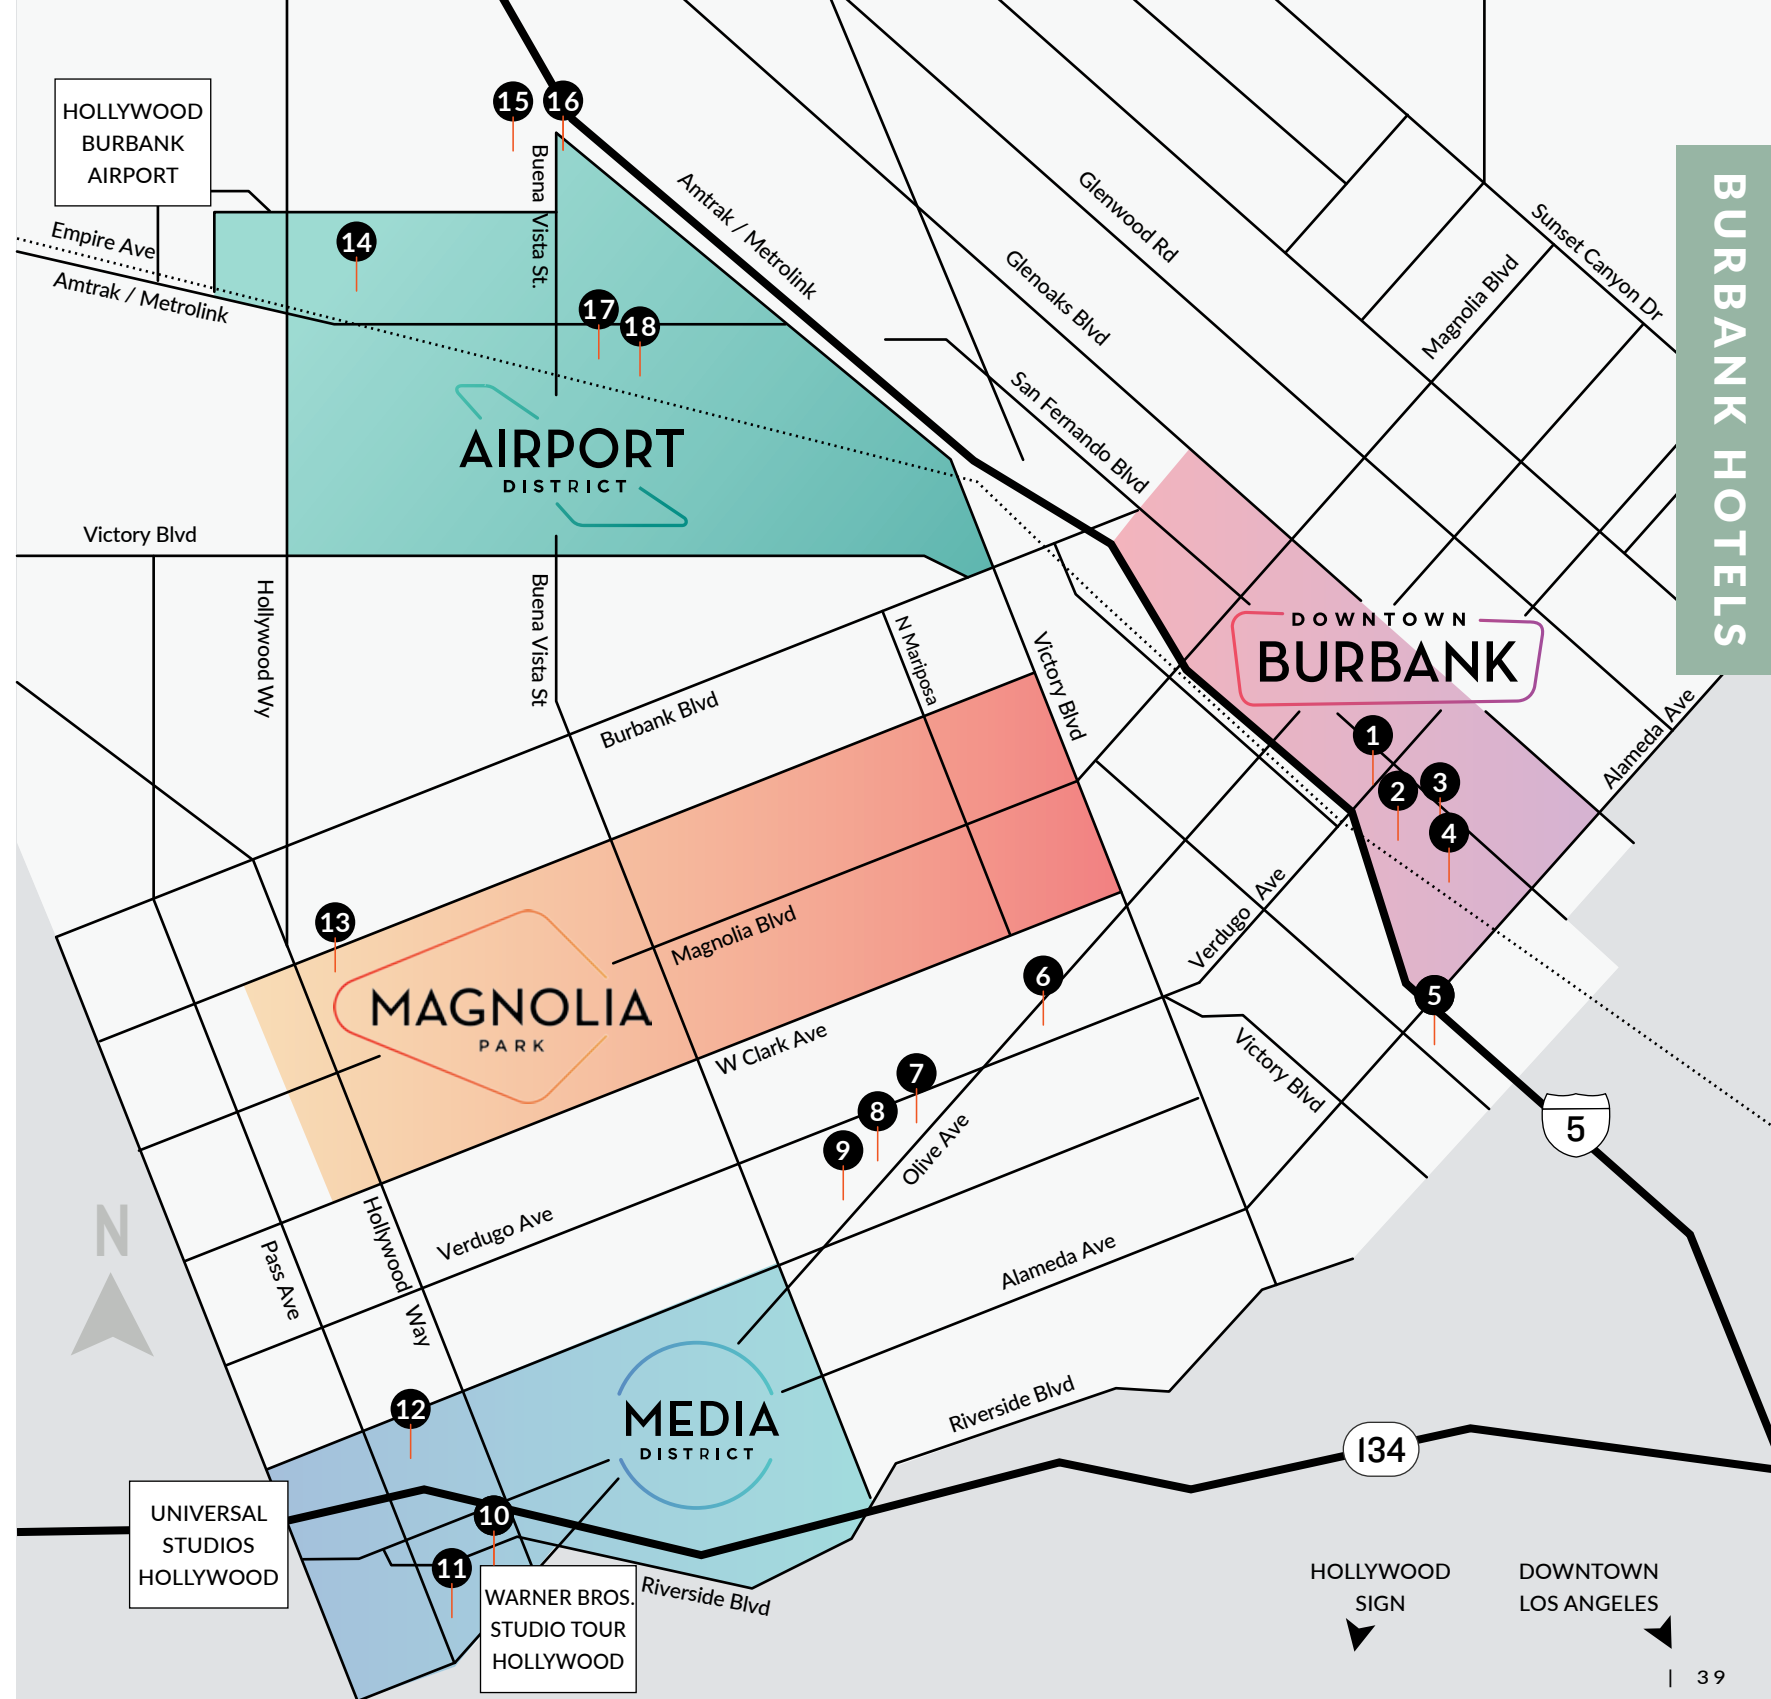 15
16
HOLLYWOOD
BURBANK
AIRPORT
Buena Vista St.
Amtrak / Metrolink
Glenwood Rd
Sunset Canyon Dr
BURBANK HOTELS
Empire Ave
Amtrak / Metrolink
14
17
18
Glenoaks Blvd
Magnolia Blvd
San Fernando Blvd
AIRPORT
DISTRICT
Victory Blvd
Hollywood Wy
Buena Vista St
N Mariposa
Victory Blvd
Burbank Blvd
DOWNTOWN
BURBANK
Alameda Ave
1
2
3
4
13
Magnolia Blvd
MAGNOLIA
PARK
Verdugo Ave
6
5
W Clark Ave
7
8
9
Olive Ave
Victory Blvd
5
N
Pass Ave
Hollywood Way
Verdugo Ave
Alameda Ave
12
MEDIA
DISTRICT
Riverside Blvd
134
UNIVERSAL
STUDIOS
HOLLYWOOD
10
11
WARNER BROS.
STUDIO TOUR
HOLLYWOOD
Riverside Blvd
HOLLYWOOD
SIGN
DOWNTOWN
LOS ANGELES
| 39